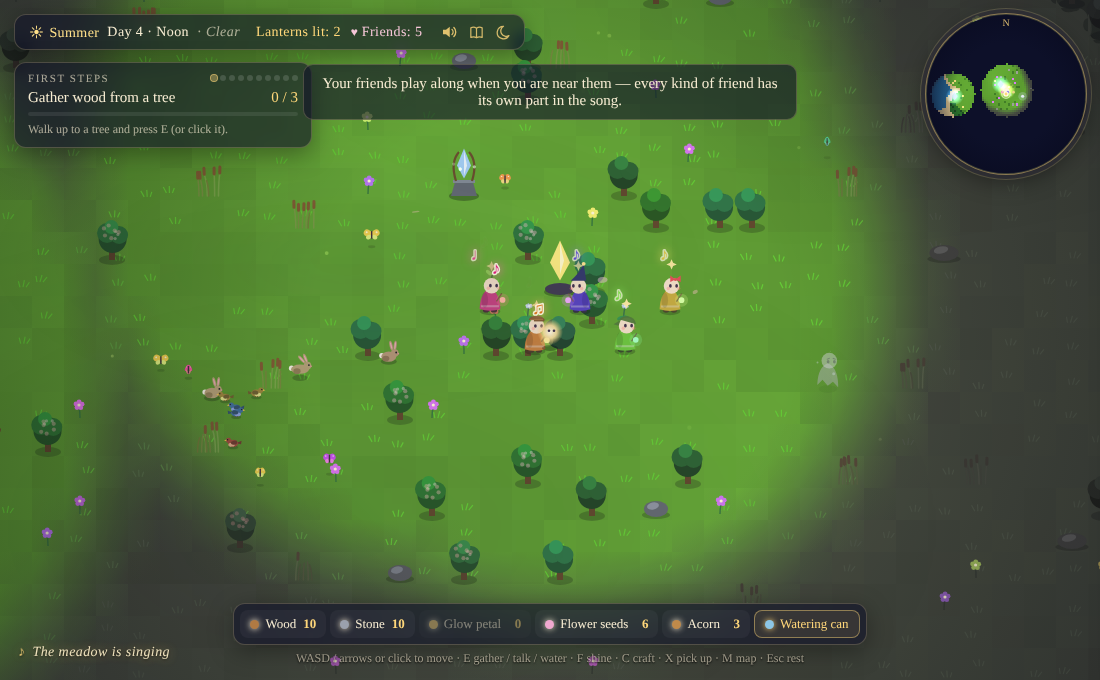 Summer Day 4 · Noon · Clear Lanterns lit: 2 ♥ Friends: 5
N
FIRST STEPS
Gather wood from a tree 0 / 3
Walk up to a tree and press E (or click it).
Your friends play along when you are near them — every kind of friend has
its own part in the song.
Wood 10 Stone 10 Glow petal 0 Flower seeds 6 Acorn 3 Watering can
♪ The meadow is singing
WASD / arrows or click to move · E gather / talk / water · F shine · C craft · X pick up · M map · Esc rest